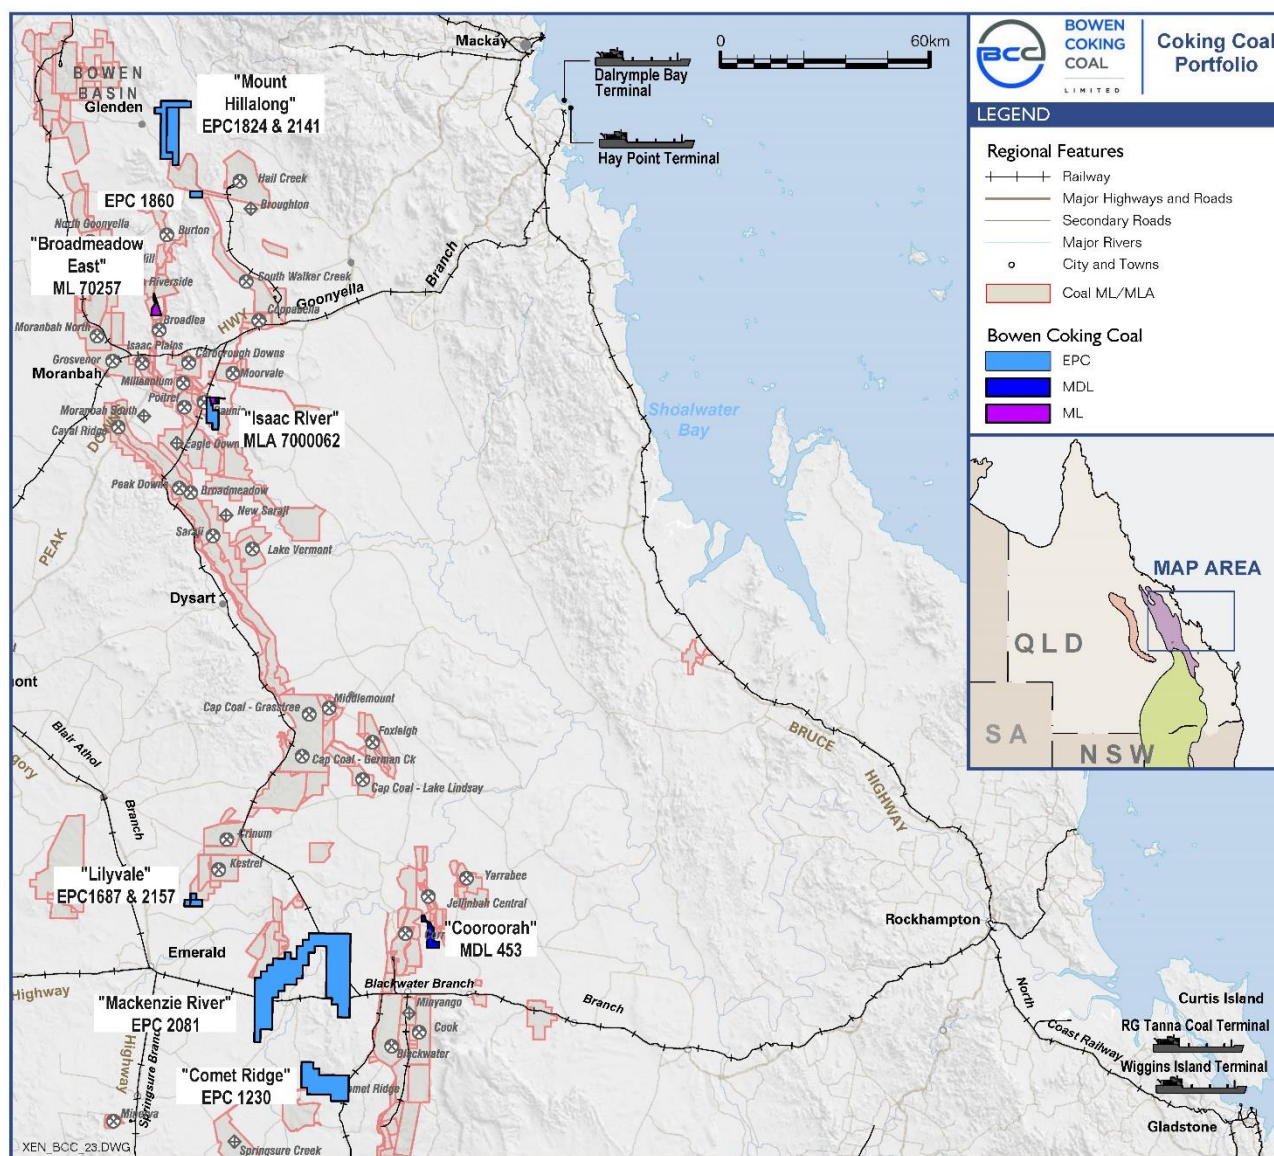 BCC
BOWEN
COKING
COAL
LIMITED
Coking Coal
Portfolio
LEGEND
Regional Features
Railway
Major Highways and Roads
Secondary Roads
Major Rivers
City and Towns
Coal ML/MLA
Bowen Coking Coal
EPC
MDL
ML
MAP AREA
QLD
SA
NSW
0
60km
Mackay
Dalrymple Bay
Terminal
Hay Point Terminal
BOWEN
BASIN
Glenden
"Mount
Hillalong"
EPC1824 & 2141
Hail Creek
Broughton
EPC 1860
North Goonyella
Burton
"Broadmeadow
East"
ML 70257
Riverside
South Walker Creek
Goonyella
Branch
Coppabella
HWY
Broadlea
Moranbah North
Isaac Plains
Carborough Downs
Grosvenor
Moranbah
Millennium
Moorvale
Poitrel
Moranbah South
"Isaac River"
MLA 7000062
Caval Ridge
Eagle Down
Peak Down
Broadmeadow
New Saraji
Saraji
Lake Vermont
PEAK
Dysart
Shoalwater
Bay
Middlemount
Cap Coal - Grasstree
Foxleigh
Cap Coal - German Ck
Cap Coal - Lake Lindsay
BRUCE
HIGHWAY
Blair Athol
Branch
Crinum
Kestrel
"Lilyvale"
EPC1687 & 2157
Yarrabee
Jellinbah Central
"Cooroorah"
MDL 453
Rockhampton
Emerald
Highway
Blackwater Branch
"Mackenzie River"
EPC 2081
Minyango
Cook
Blackwater
Branch
North
Coast Railway
Curtis Island
RG Tanna Coal Terminal
Wiggins Island Terminal
Gladstone
Highway
Springsure Branch
"Comet Ridge"
EPC 1230
omet Ridge
Minerva
Springsure Creek
XEN_BCC_23.DWG